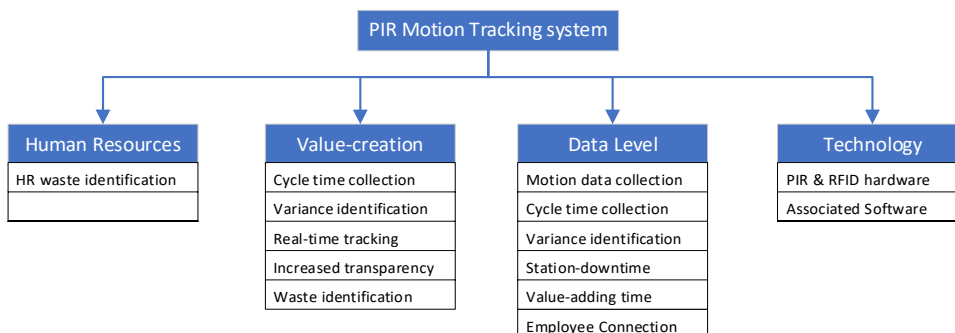 PIR Motion Tracking system
Human Resources
HR waste identification
Value-creation
Cycle time collection
Variance identification
Real-time tracking
Increased transparency
Waste identification
Data Level
Motion data collection
Cycle time collection
Variance identification
Station-downtime
Value-adding time
Employee Connection
Technology
PIR & RFID hardware
Associated Software